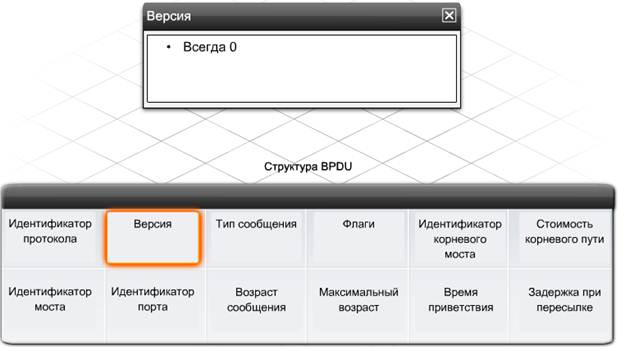 Версия
• Всегда 0
Структура BPDU
Идентификатор протокола
Версия
Тип сообщения
Флаги
Идентификатор корневого моста
Стоимость корневого пути
Идентификатор моста
Идентификатор порта
Возраст сообщения
Максимальный возраст
Время приветствия
Задержка при пересылке